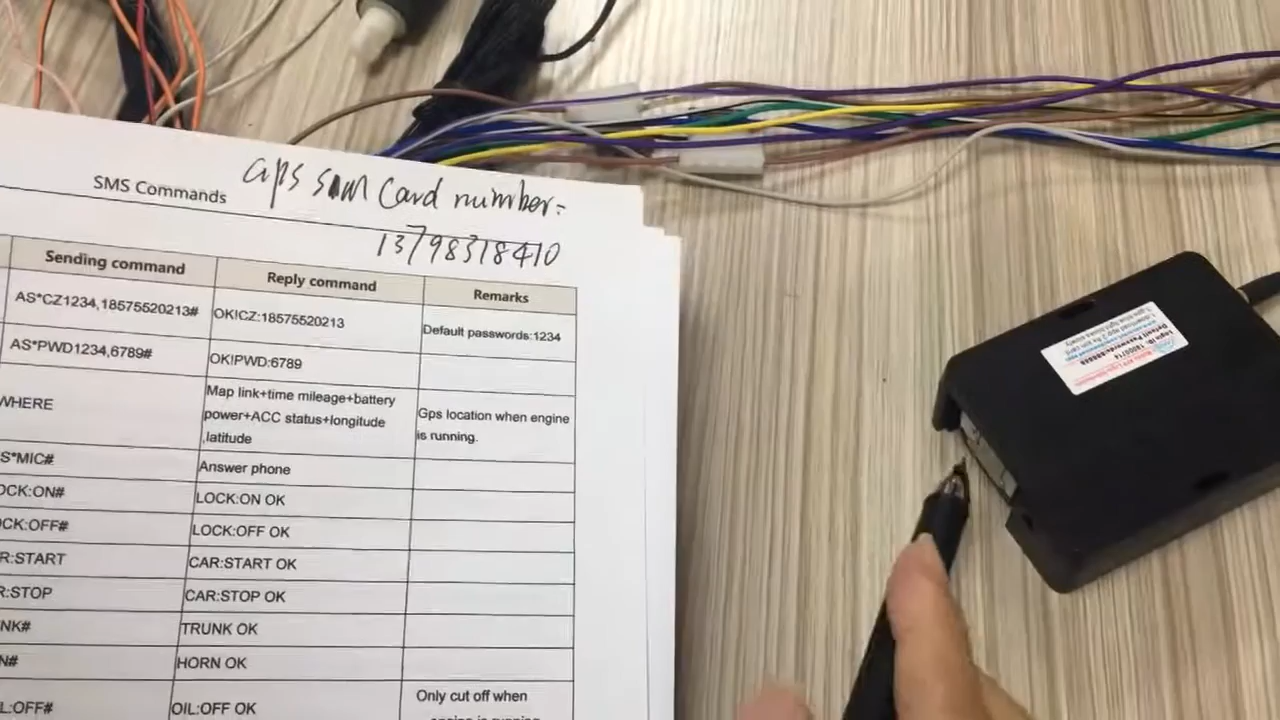 SMS Commands
GPS SIM Card number:
13798318410
Sending command Reply command Remarks
AS*CZ1234,18575520213# OK!CZ:18575520213 Default passwords:1234
AS*PWD1234,6789# OK!PWD:6789
WHERE Map link+time mileage+battery
power+ACC status+longitude
,latitude
Gps location when engine
is running.
S*MIC# Answer phone
OCK:ON# LOCK:ON OK
OCK:OFF# LOCK:OFF OK
R:START CAR:START OK
R:STOP CAR:STOP OK
NK# TRUNK OK
N# HORN OK
L:OFF# OIL:OFF OK
Only cut off when
engine is running